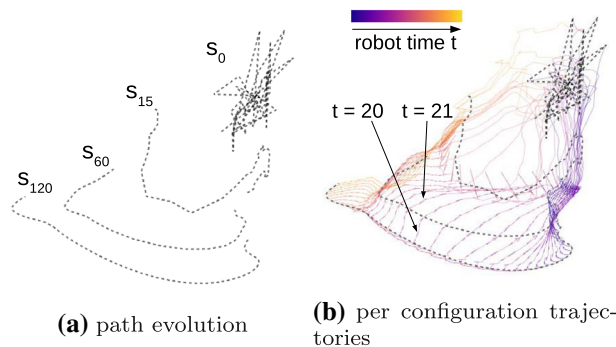 s0
s15
s60
s120
(a) path evolution
robot time t
t = 20 t = 21
(b) per configuration trajec-
tories